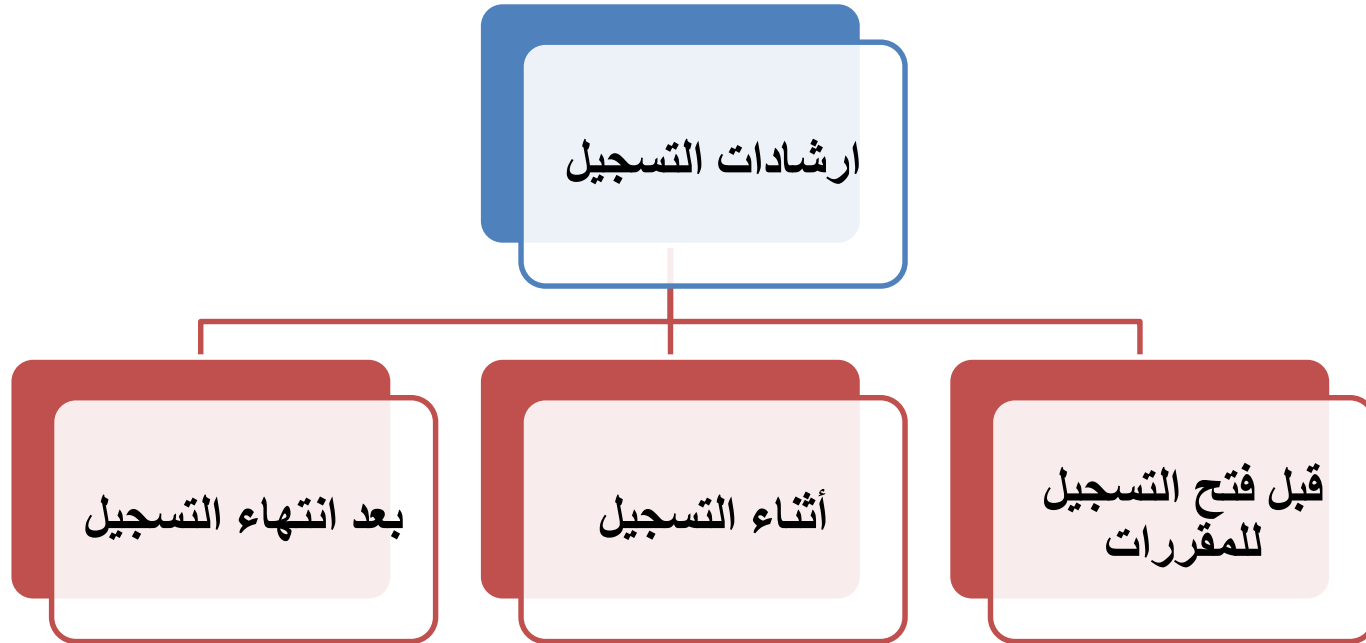 ارشادات التسجيل
قبل فتح التسجيل
للمقررات
أثناء التسجيل
بعد انتهاء التسجيل